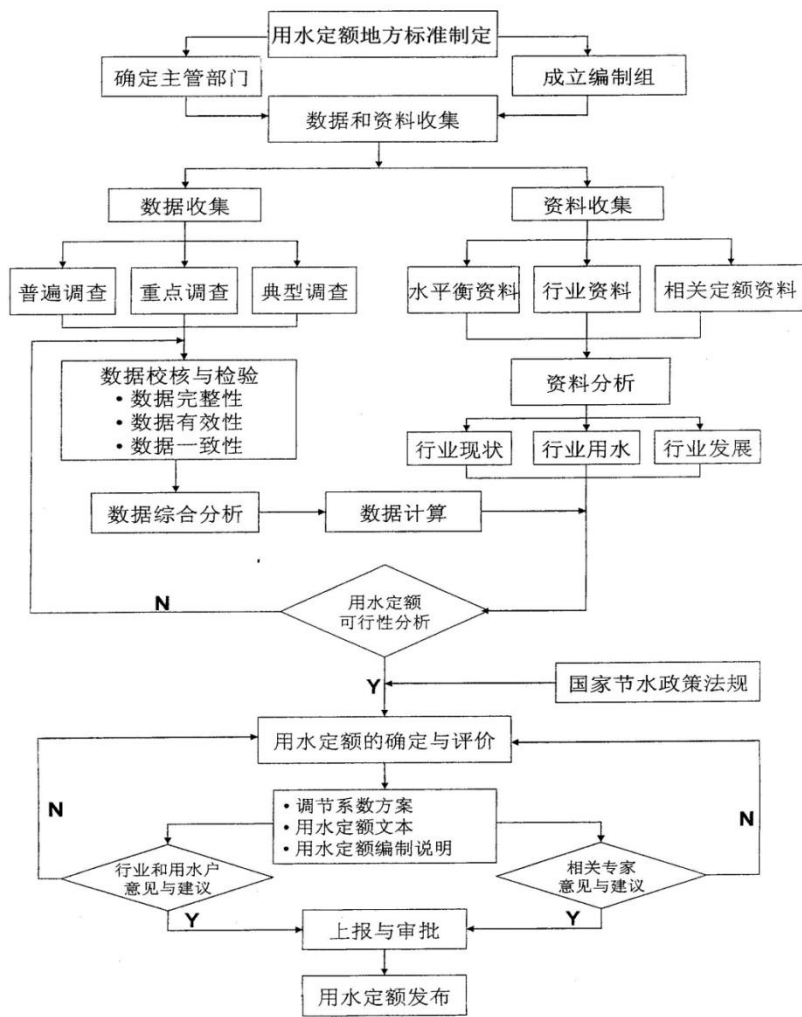 用水定额地方标准制定
确定主管部门
成立编制组
数据和资料收集
数据收集
资料收集
普遍调查
重点调查
典型调查
水平衡资料
行业资料
相关定额资料
数据校核与检验
• 数据完整性
• 数据有效性
• 数据一致性
资料分析
行业现状
行业用水
行业发展
数据综合分析
数据计算
N
用水定额
可行性分析
Y
国家节水政策法规
用水定额的确定与评价
N
• 调节系数方案
• 用水定额文本
• 用水定额编制说明
N
行业和用水户
意见与建议
相关专家
意见与建议
Y
Y
上报与审批
用水定额发布